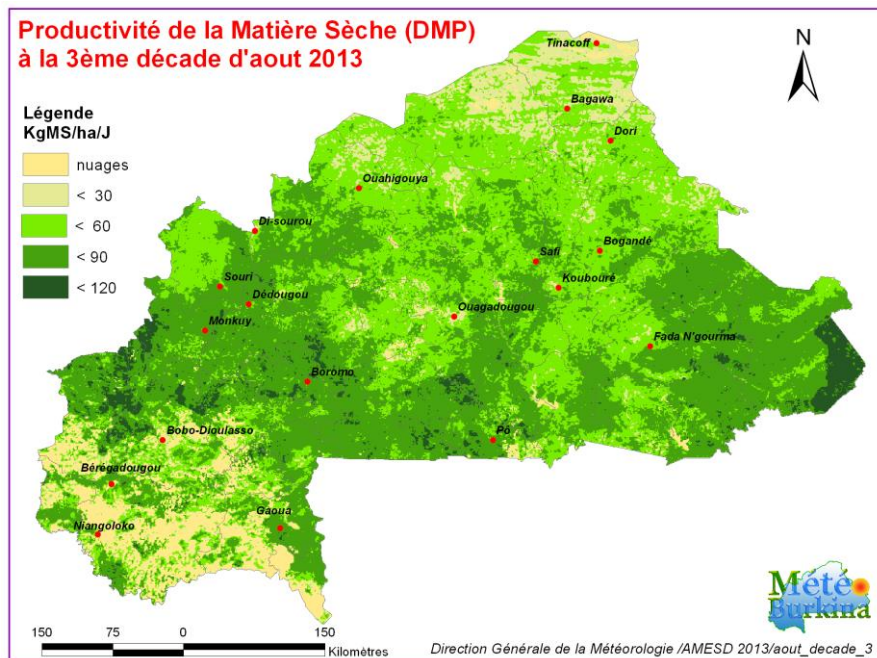 Productivité de la Matière Sèche (DMP)
à la 3ème décade d'aout 2013
N
Légende
KgMS/ha/J
nuages
< 30
< 60
< 90
< 120
Tinacoff
Bagawa
Dori
Ouahigouya
Di-sourou
Bogandé
Safi
Souri
Koubouré
Dédougou
Ouagadougou
Monkuy
Fada N'gourma
Boromo
Bobo-Dioulasso
Pô
Bérégadougou
Gaoua
Niangoloko
Météo
Burkina
150 75 0 150
Kilomètres
Direction Générale de la Météorologie /AMESD 2013/aout_decade_3